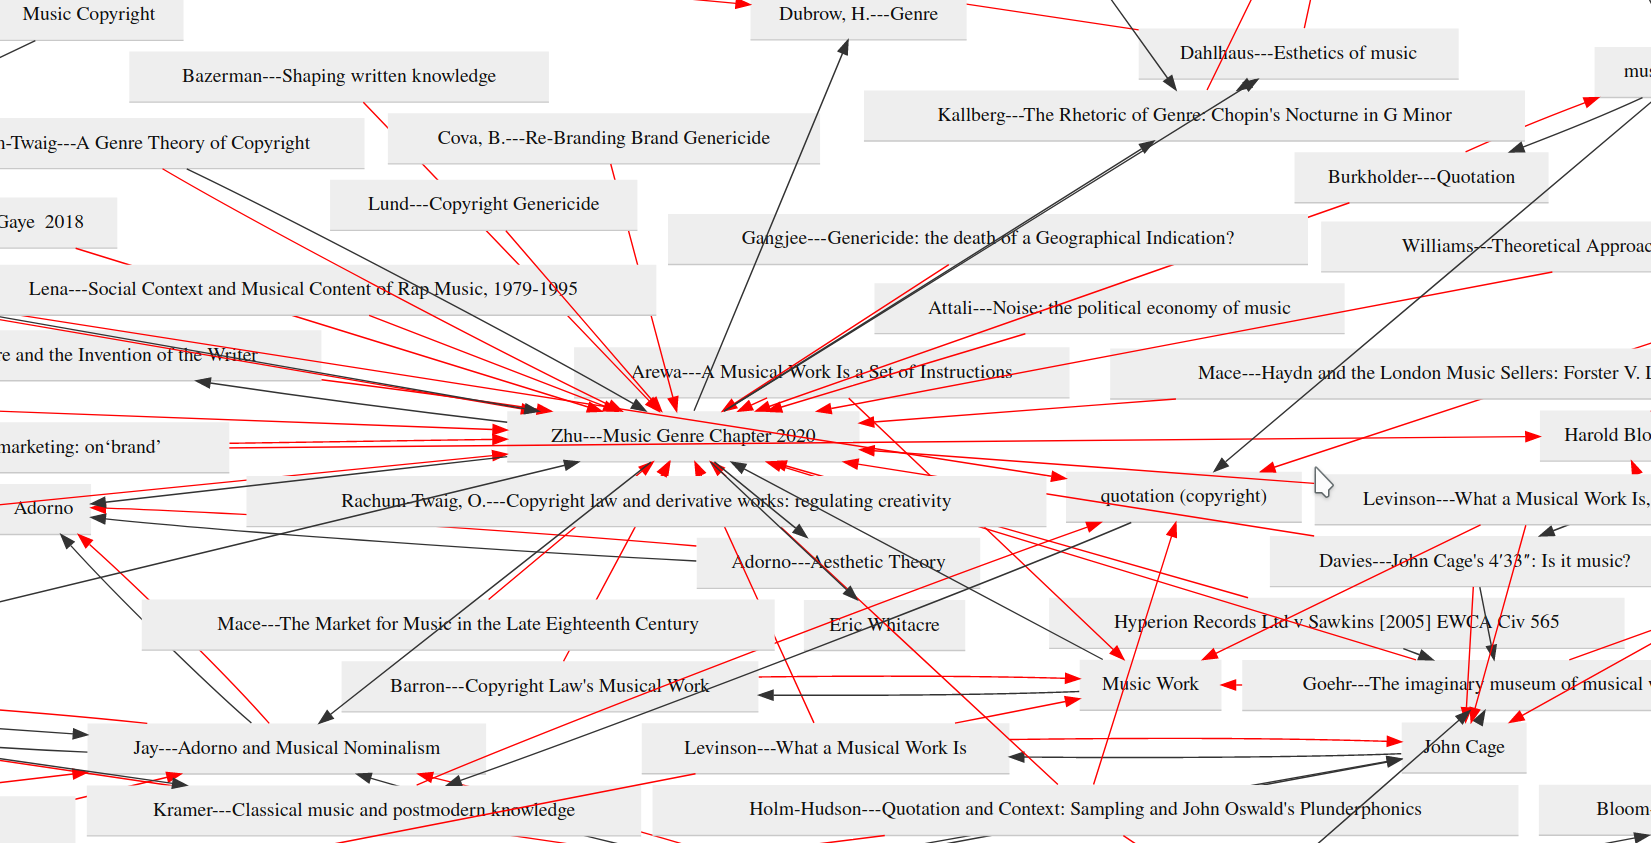 Music Copyright
Dubrow, H.---Genre
Dahlhaus---Esthetics of music
mus
Bazerman---Shaping written knowledge
Kallberg---The Rhetoric of Genre: Chopin's Nocturne in G Minor
n-Twaig---A Genre Theory of Copyright
Cova, B.---Re-Branding Brand Genericide
Burkholder---Quotation
Lund---Copyright Genericide
Gaye 2018
Gangjee---Genericide: the death of a Geographical Indication?
Williams---Theoretical Approac
Lena---Social Context and Musical Content of Rap Music, 1979-1995
Attali---Noise: the political economy of music
re and the Invention of the Writer
Arewa---A Musical Work Is a Set of Instructions
Mace---Haydn and the London Music Sellers: Forster V. L
Zhu---Music Genre Chapter 2020
Harold Blo
marketing: on‘brand’
Adorno
Rachum-Twaig, O.---Copyright law and derivative works: regulating creativity
quotation (copyright)
Levinson---What a Musical Work Is,
Adorno---Aesthetic Theory
Davies---John Cage's 4′33″: Is it music?
Mace---The Market for Music in the Late Eighteenth Century
Eric Whitacre
Hyperion Records Ltd v Sawkins [2005] EWCA Civ 565
Barron---Copyright Law's Musical Work
Music Work
Goehr---The imaginary museum of musical w
Jay---Adorno and Musical Nominalism
Levinson---What a Musical Work Is
John Cage
Kramer---Classical music and postmodern knowledge
Holm-Hudson---Quotation and Context: Sampling and John Oswald's Plunderphonics
Bloom